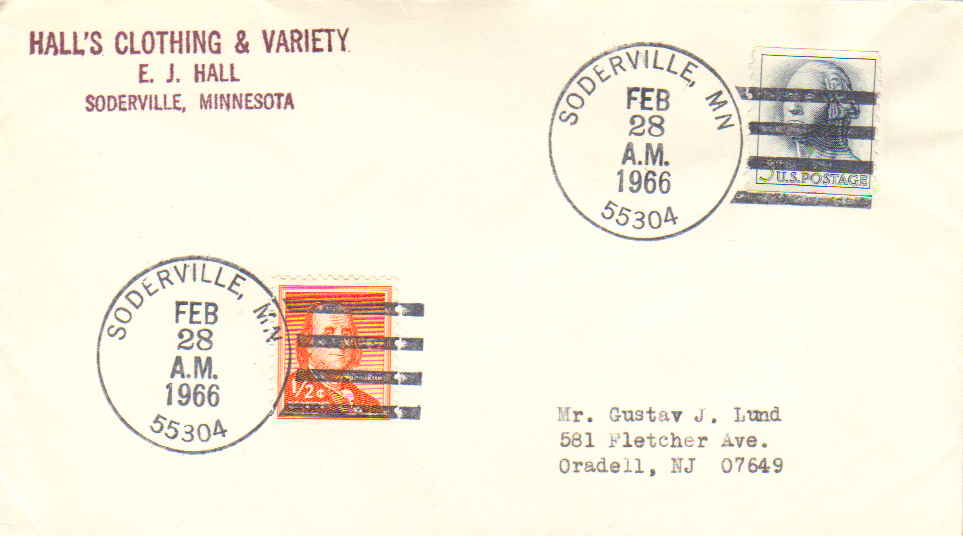 HALL'S CLOTHING & VARIETY
E. J. HALL
SODERVILLE, MINNESOTA
SODERVILLE, MN
FEB
28
A.M.
1966
55304
5
U.S.POSTAGE
SODERVILLE, MN
FEB
28
A.M.
1966
55304
1/2¢
Mr. Gustav J. Lund
581 Fletcher Ave.
Oradell, NJ 07649